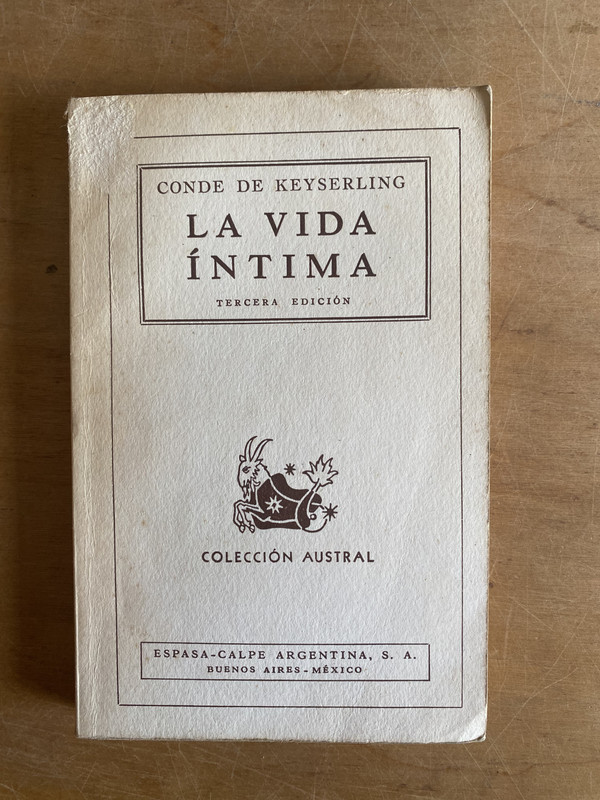 CONDE DE KEYSERLING
LA VIDA
ÍNTIMA
TERCERA EDICIÓN
COLECCIÓN AUSTRAL
ESPASA-CALPE ARGENTINA, S. A.
BUENOS AIRES - MÉXICO